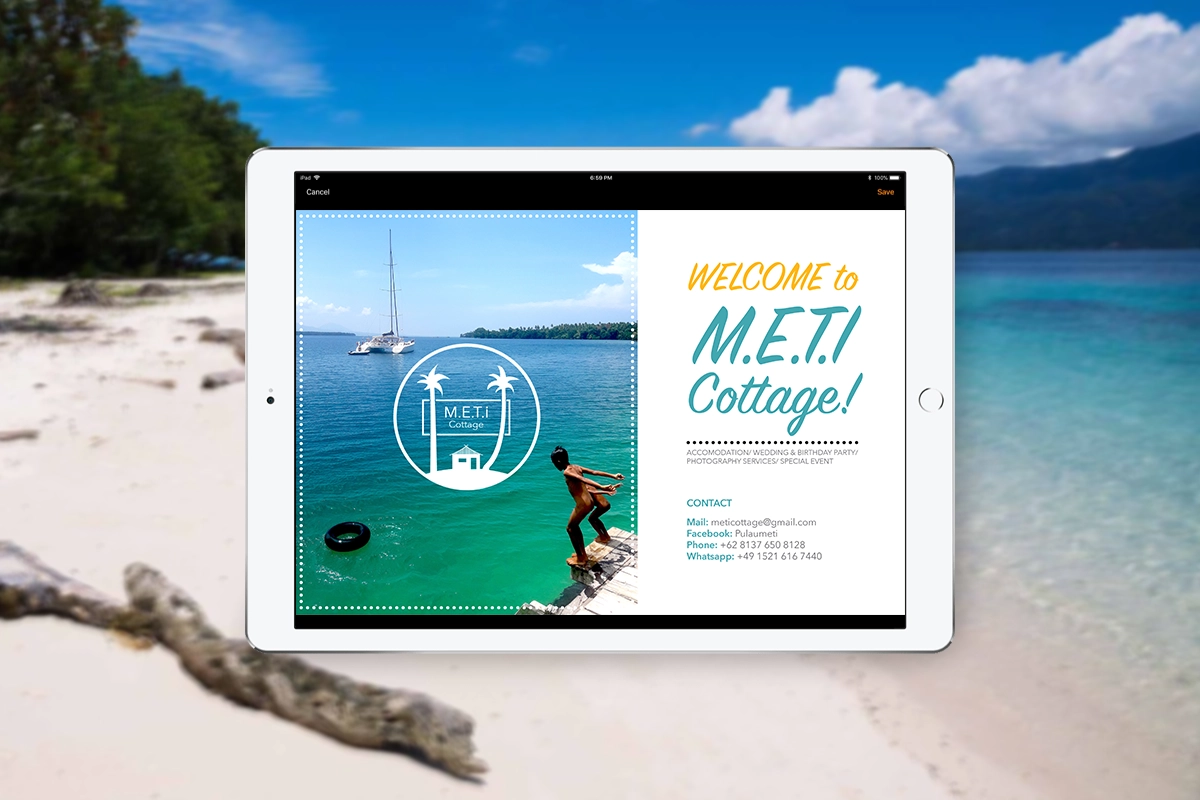 iPad
6:59 PM
100%
Cancel
Save
M.E.T.i
Cottage
WELCOME to
M.E.T.I
Cottage!
ACCOMODATION/ WEDDING & BIRTHDAY PARTY/
PHOTOGRAPHY SERVICES/ SPECIAL EVENT
CONTACT
Mail: meticottage@gmail.com
Facebook: Pulaumeti
Phone: +62 8137 650 8128
Whatsapp: +49 1521 616 7440